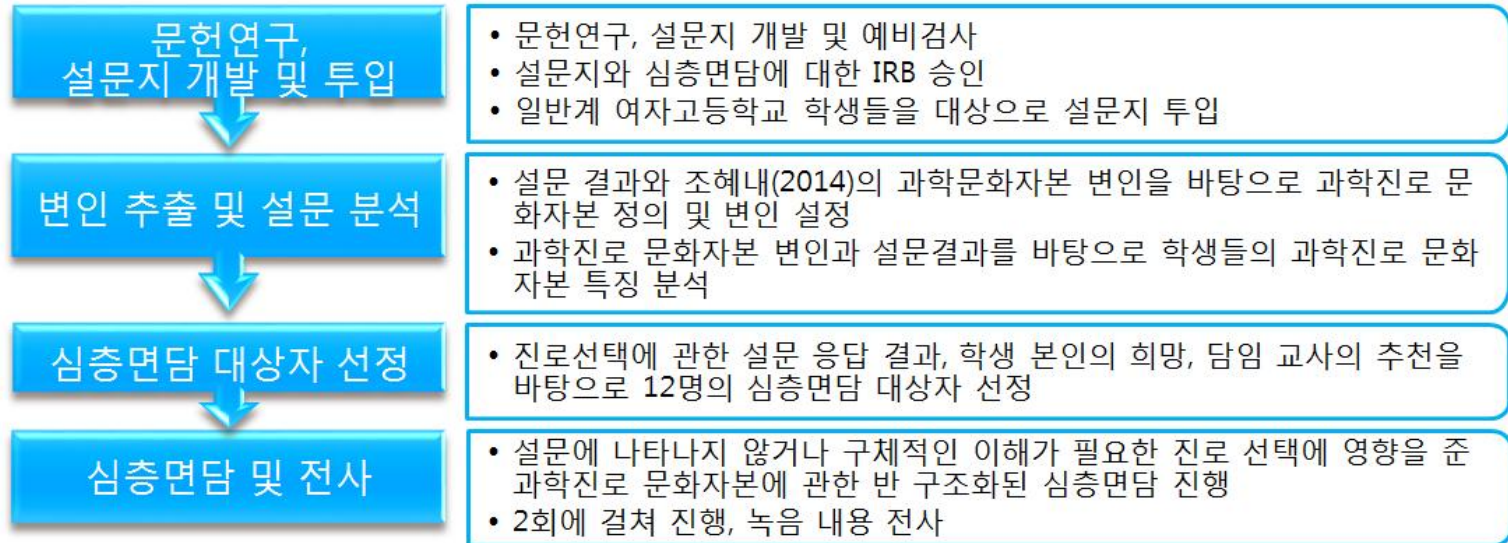 문헌연구,
설문지 개발 및 투입
• 문헌연구, 설문지 개발 및 예비검사
• 설문지와 심층면담에 대한 IRB 승인
• 일반계 여자고등학교 학생들을 대상으로 설문지 투입
변인 추출 및 설문 분석
• 설문 결과와 조혜내(2014)의 과학문화자본 변인을 바탕으로 과학진로 문
화자본 정의 및 변인 설정
• 과학진로 문화자본 변인과 설문결과를 바탕으로 학생들의 과학진로 문화
자본 특징 분석
심층면담 대상자 선정
• 진로선택에 관한 설문 응답 결과, 학생 본인의 희망, 담임 교사의 추천을
바탕으로 12명의 심층면담 대상자 선정
심층면담 및 전사
• 설문에 나타나지 않거나 구체적인 이해가 필요한 진로 선택에 영향을 준
과학진로 문화자본에 관한 반 구조화된 심층면담 진행
• 2회에 걸쳐 진행, 녹음 내용 전사